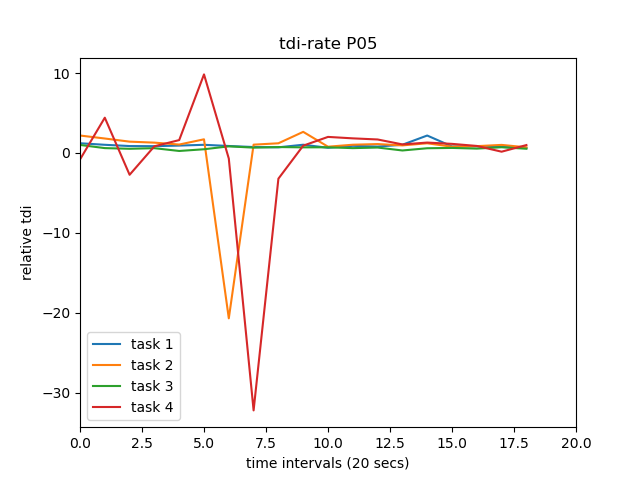 tdi-rate P05
relative tdi
10
0
−10
−20
−30
task 1
task 2
task 3
task 4
0.0 2.5 5.0 7.5 10.0 12.5 15.0 17.5 20.0
time intervals (20 secs)